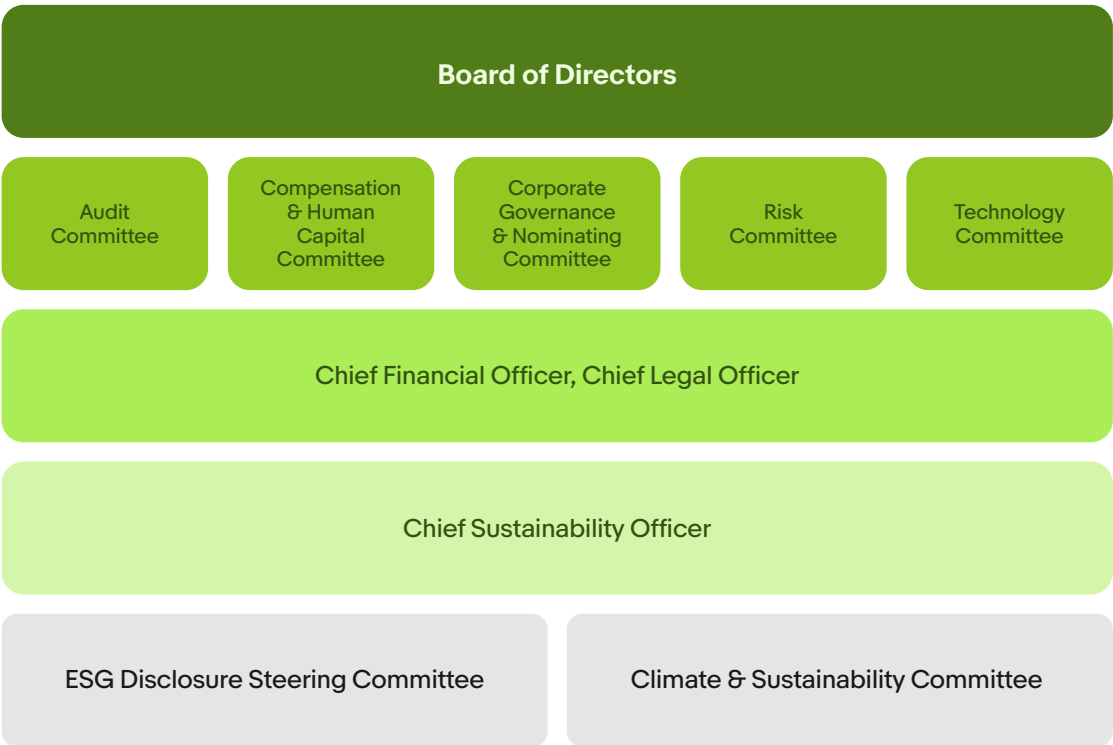 Board of Directors
Audit
Committee
Compensation
& Human
Capital
Committee
Corporate
Governance
& Nominating
Committee
Risk
Committee
Technology
Committee
Chief Financial Officer, Chief Legal Officer
Chief Sustainability Officer
ESG Disclosure Steering Committee
Climate & Sustainability Committee